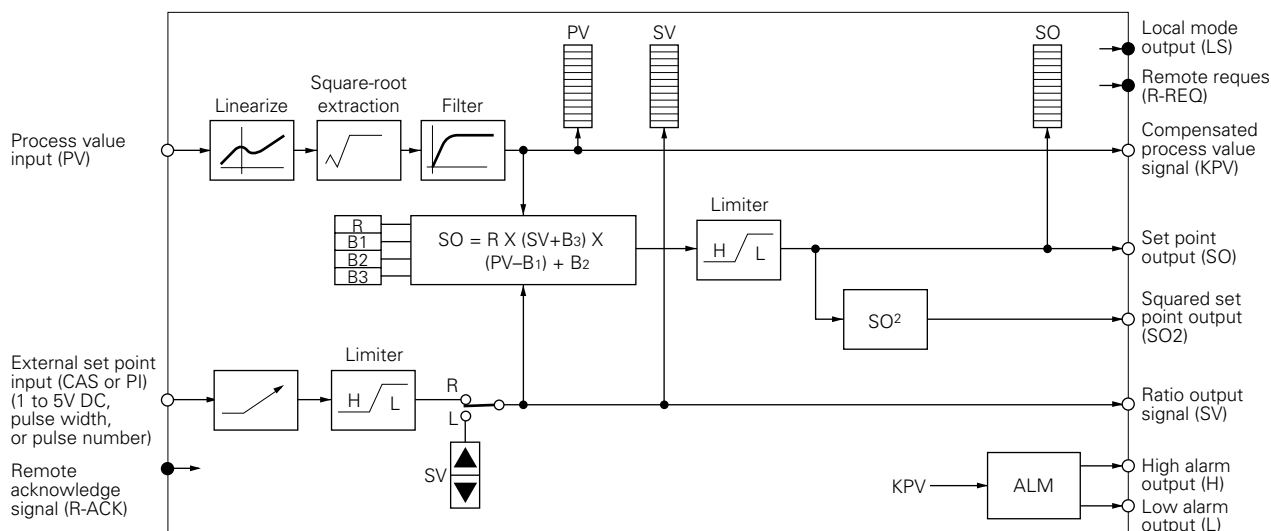 PV
SV
SO
Local mode
output (LS)
Remote reques
(R-REQ)
Linearize
Square-root
extraction
Filter
Process value
input (PV)
Compensated
process value
signal (KPV)
R
B1
B2
B3
SO = R X (SV+B3) X
(PV–B1) + B2
Limiter
H
L
Set point
output (SO)
SO²
Squared set
point output
(SO2)
External set point
input (CAS or PI)
(1 to 5V DC,
pulse width,
or pulse number)
Limiter
H
L
R
L
SV
Ratio output
signal (SV)
Remote
acknowledge
signal (R-ACK)
KPV
ALM
High alarm
output (H)
Low alarm
output (L)